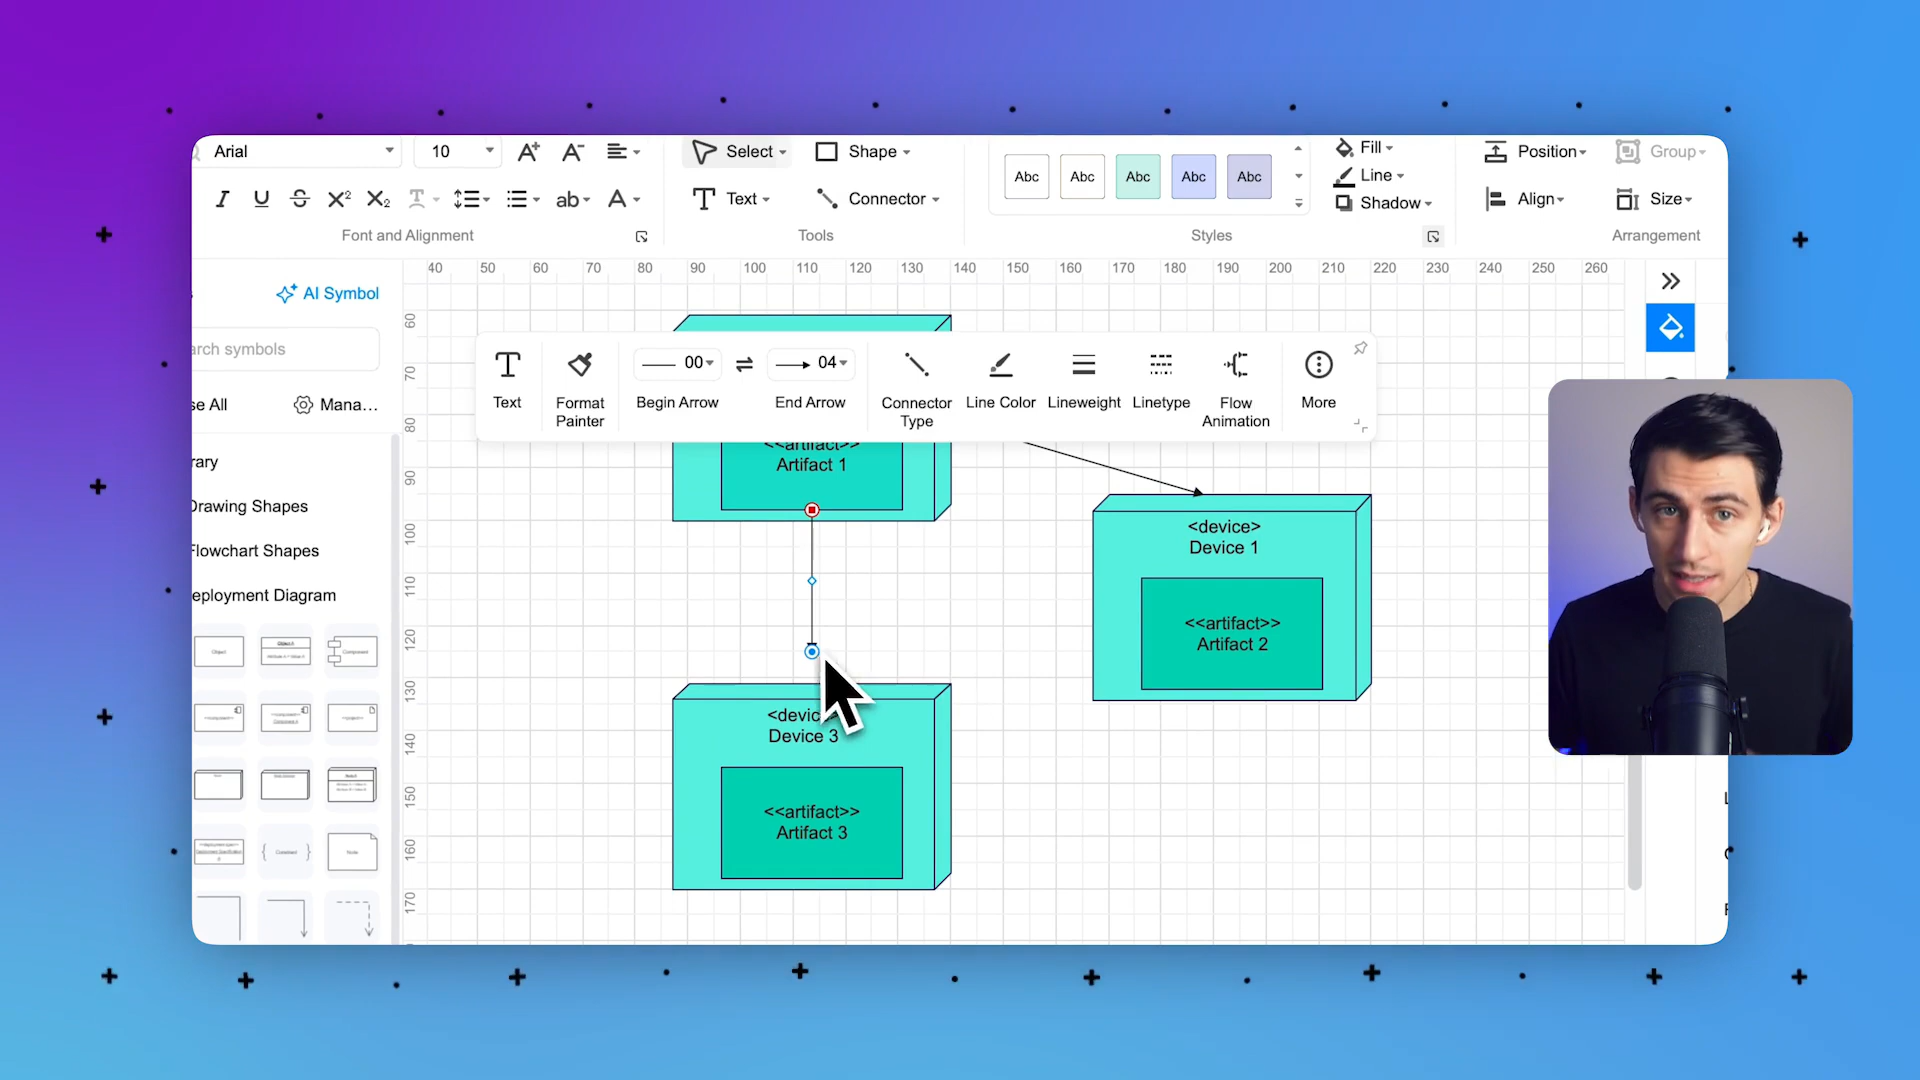 Arial
10
Select
Shape
Text
Connector
Abc
Abc
Abc
Abc
Abc
Fill
Line
Shadow
Position
Group
Align
Size
Font and Alignment
Tools
Styles
Arrangement
40 50 60 70 80 90 100 110 120 130 140 150 160 170 180 190 200 210 220 230 240 250 260
AI Symbol
arch symbols
se All
Mana...
rary
Drawing Shapes
Flowchart Shapes
eployment Diagram
Object
Component
Note
60
70
80
90
100
110
120
130
140
150
160
170
Text
Format Painter
00
Begin Arrow
04
End Arrow
Connector Type
Line Color
Lineweight
Linetype
Flow Animation
More
<<artifact>>
Artifact 1
<device>
Device 1
<<artifact>>
Artifact 2
<devic
Device 3
<<artifact>>
Artifact 3